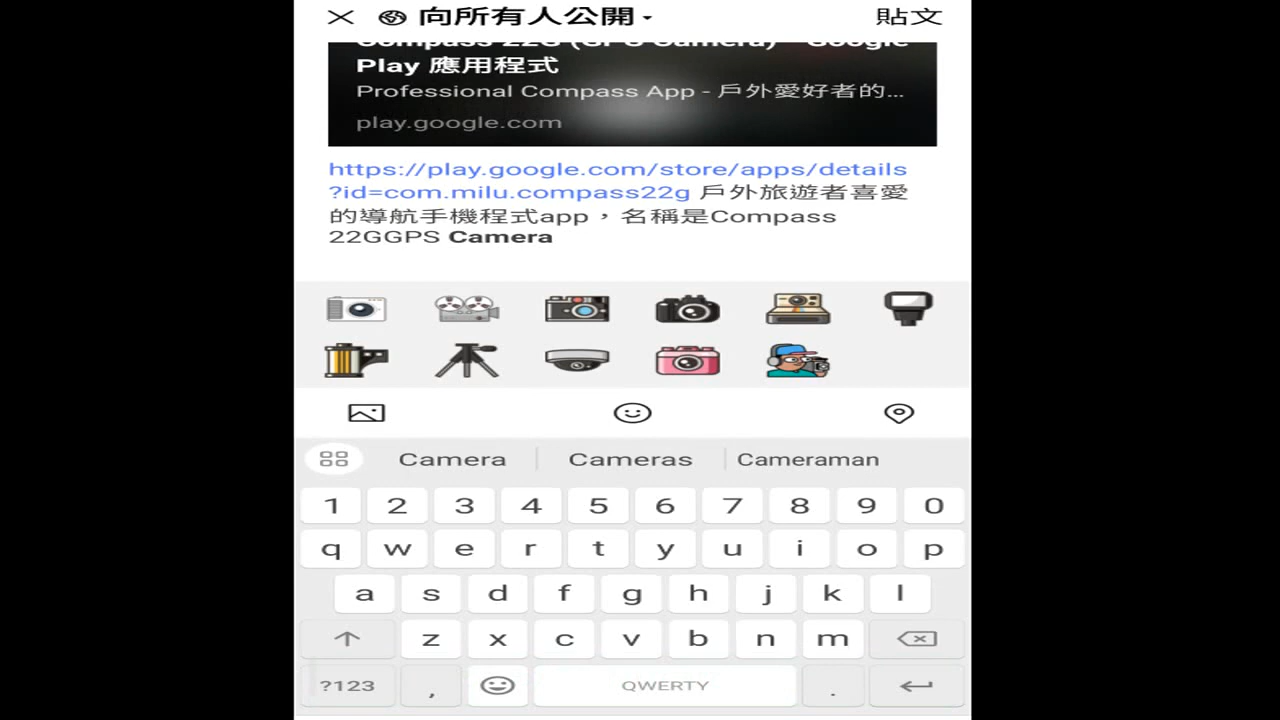 向所有人公開
貼文
Compass 22G (GPS Camera) - Google
Play 應用程式
Professional Compass App - 戶外愛好者的...
play.google.com
https://play.google.com/store/apps/details
?id=com.milu.compass22g 戶外旅遊者喜愛
的導航手機程式app，名稱是Compass
22GGPS Camera
Camera Cameras Cameraman
1 2 3 4 5 6 7 8 9 0
q w e r t y u i o p
a s d f g h j k l
z x c v b n m
?123 , QWERTY .